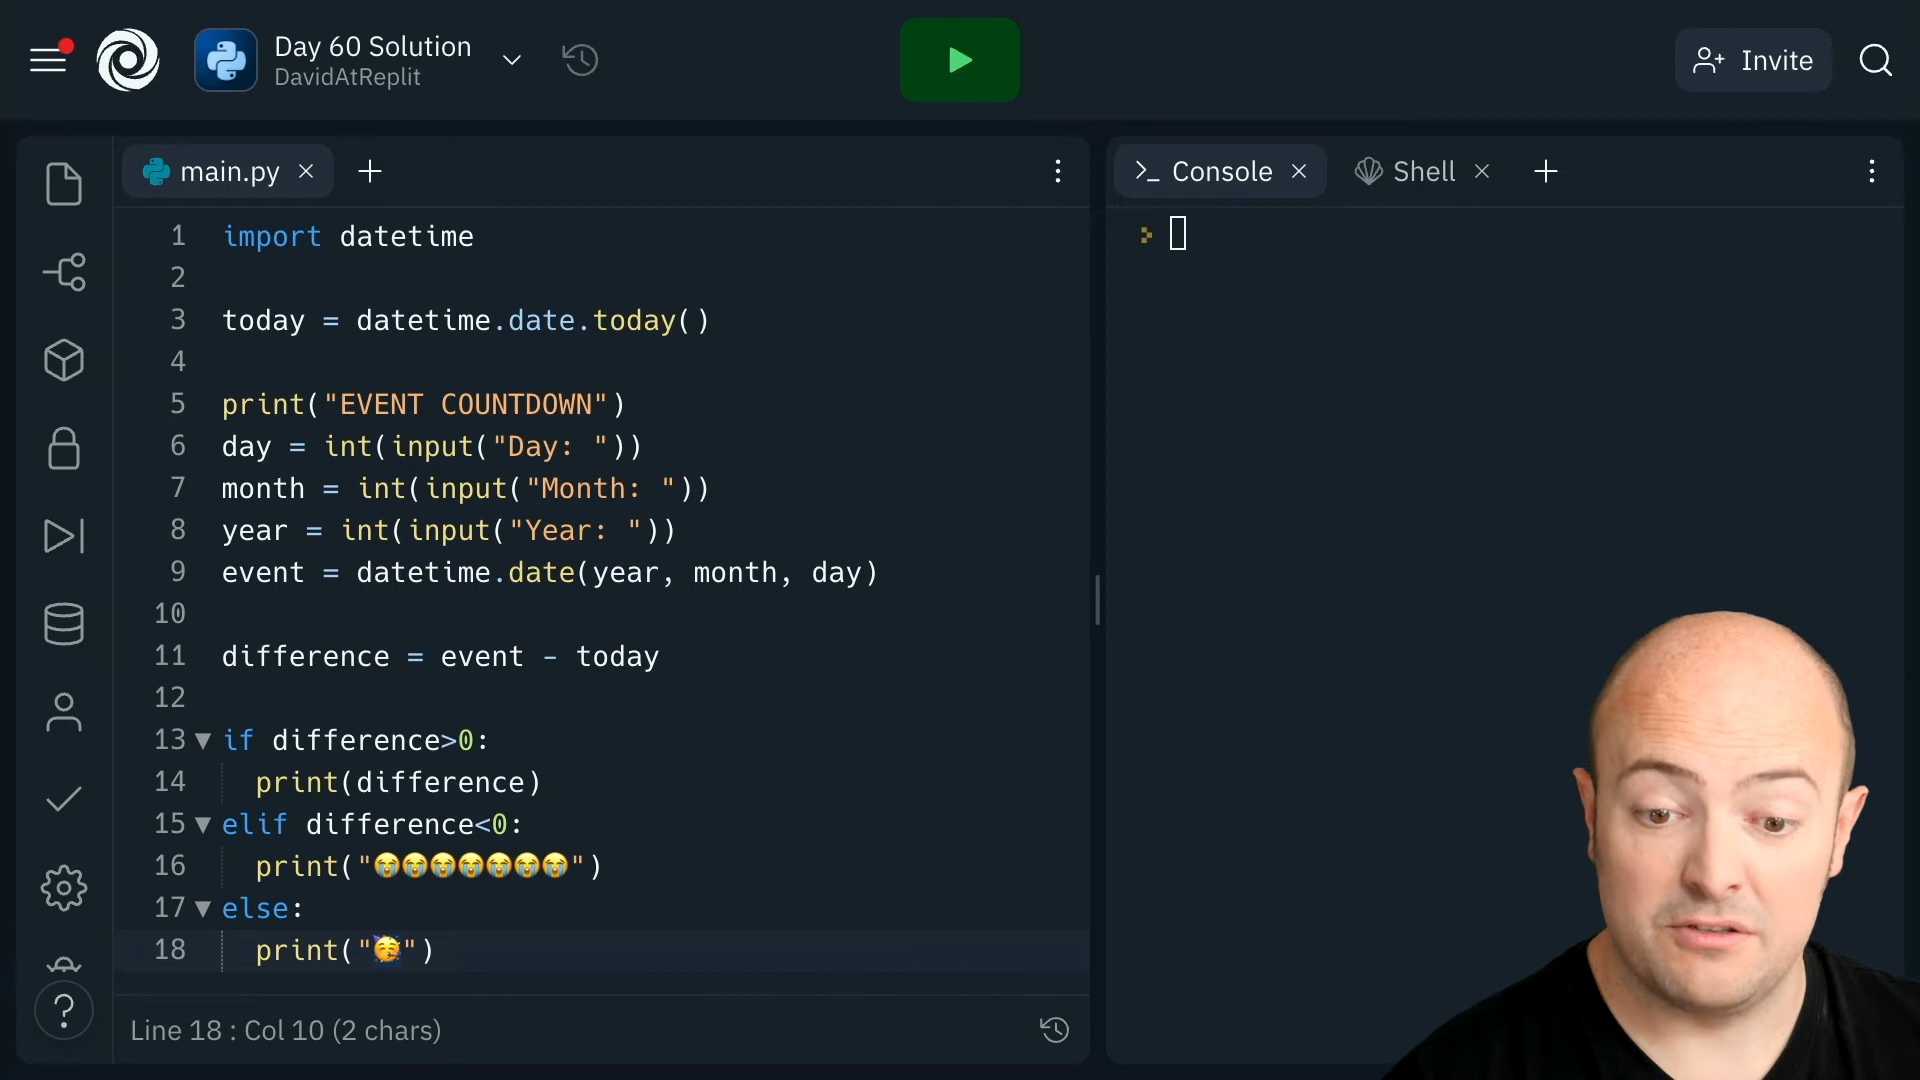 Day 60 Solution
DavidAtReplit
Invite
main.py
Console
Shell
1 import datetime
2
3 today = datetime.date.today()
4
5 print("EVENT COUNTDOWN")
6 day = int(input("Day: "))
7 month = int(input("Month: "))
8 year = int(input("Year: "))
9 event = datetime.date(year, month, day)
10
11 difference = event - today
12
13 if difference>0:
14 print(difference)
15 elif difference<0:
16 print("😭😭😭😭😭😭😭")
17 else:
18 print("🥳")
Line 18 : Col 10 (2 chars)